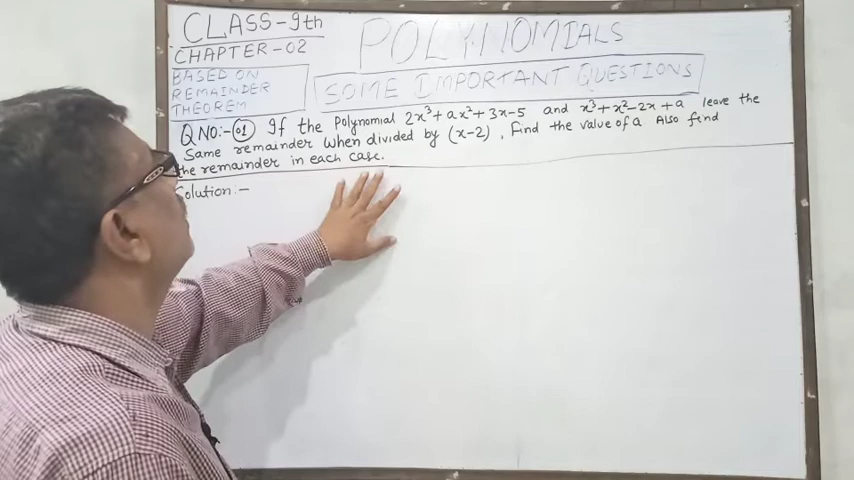 CLASS-9th
CHAPTER-02
POLYNOMIALS
BASED ON
REMAINDER
THEOREM
SOME IMPORTANT QUESTIONS
Q NO:- 01 If the Polynomial 2x³+ax²+3x-5 and x³+x²-2x+a leave the
Same remainder When divided by (x-2), Find the value of a Also find
the remainder in each case.
Solution:-